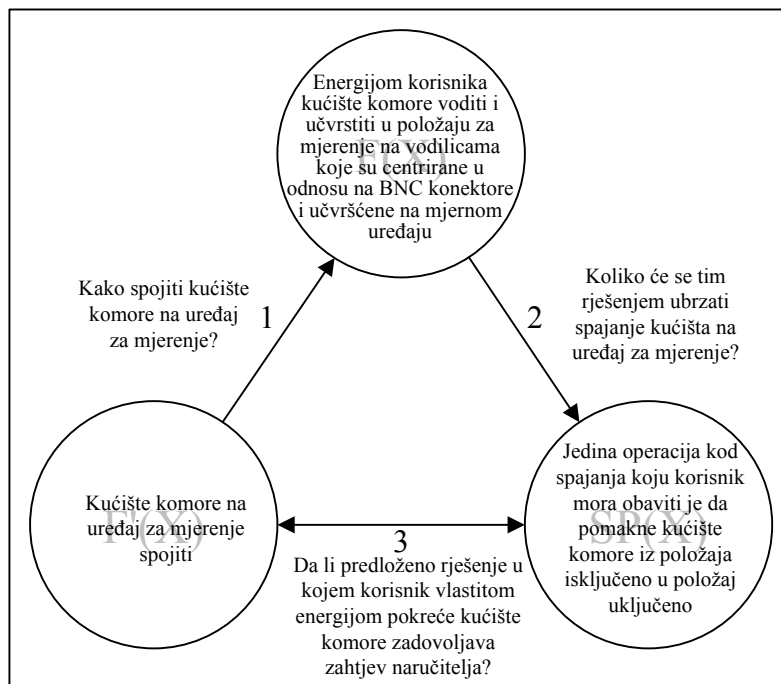 Energijom korisnika
kućište komore voditi i
učvrstiti u položaju za
mjerenje na vodilicama
koje su centrirane u
odnosu na BNC konektore
i učvršćene na mjernom
uređaju
F(X)
Kako spojiti kućište
komore na uređaj
za mjerenje?
1
2
Koliko će se tim
rješenjem ubrzati
spajanje kućišta na
uređaj za mjerenje?
Kućište komore na
uređaj za mjerenje
spojiti
F'(X)
3
Da li predloženo rješenje u
kojem korisnik vlastitom
energijom pokreće kućište
komore zadovoljava
zahtjev naručitelja?
Jedina operacija kod
spajanja koju korisnik
mora obaviti je da
pomakne kućište
komore iz položaja
isključeno u položaj
uključeno
SP(X)